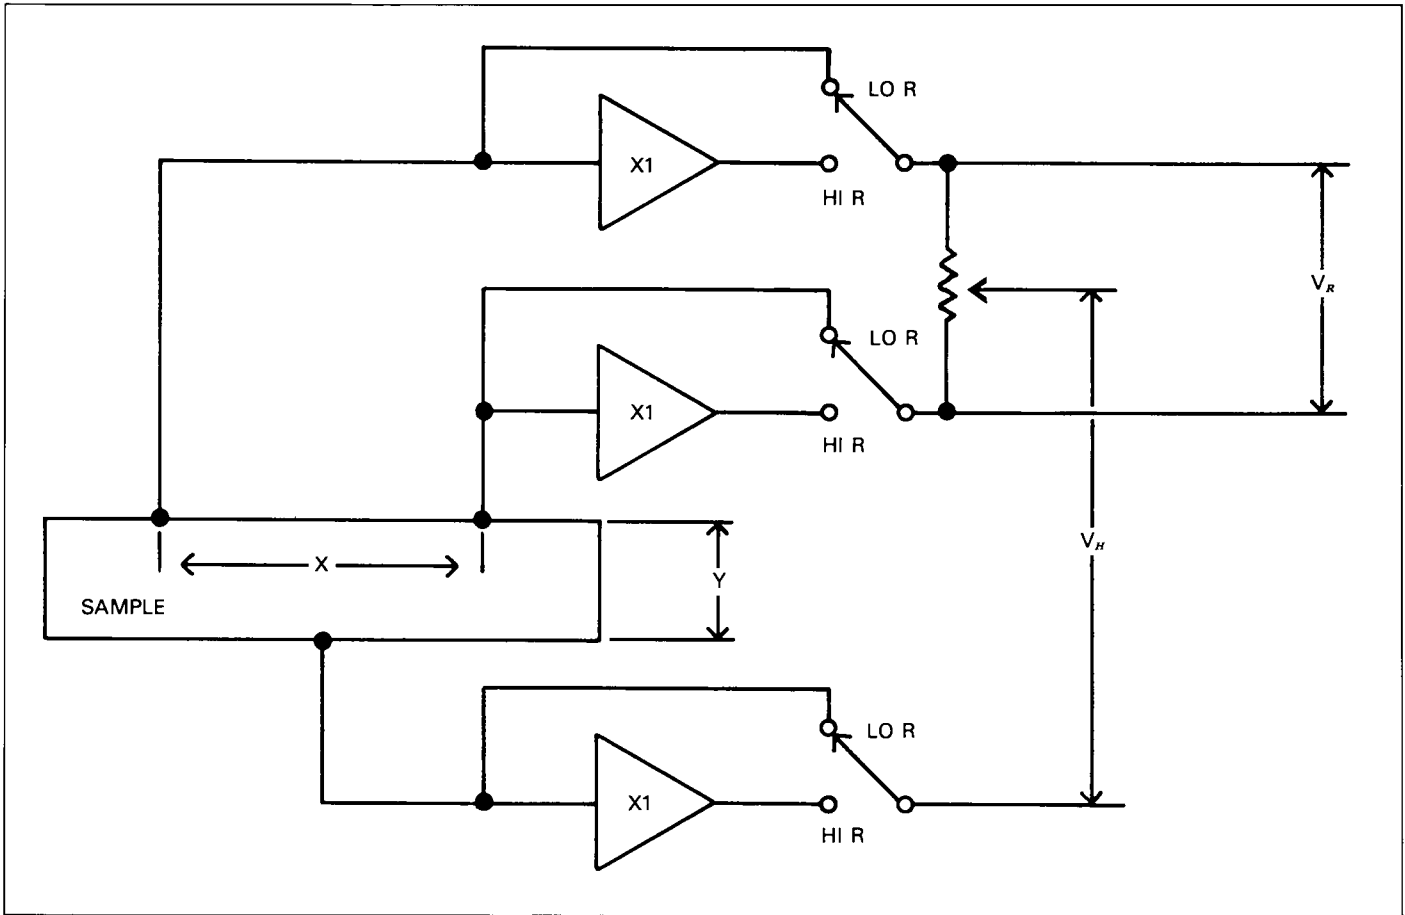 LO R
X1
HI R
V_R
LO R
X1
HI R
V_H
X
Y
SAMPLE
LO R
X1
HI R